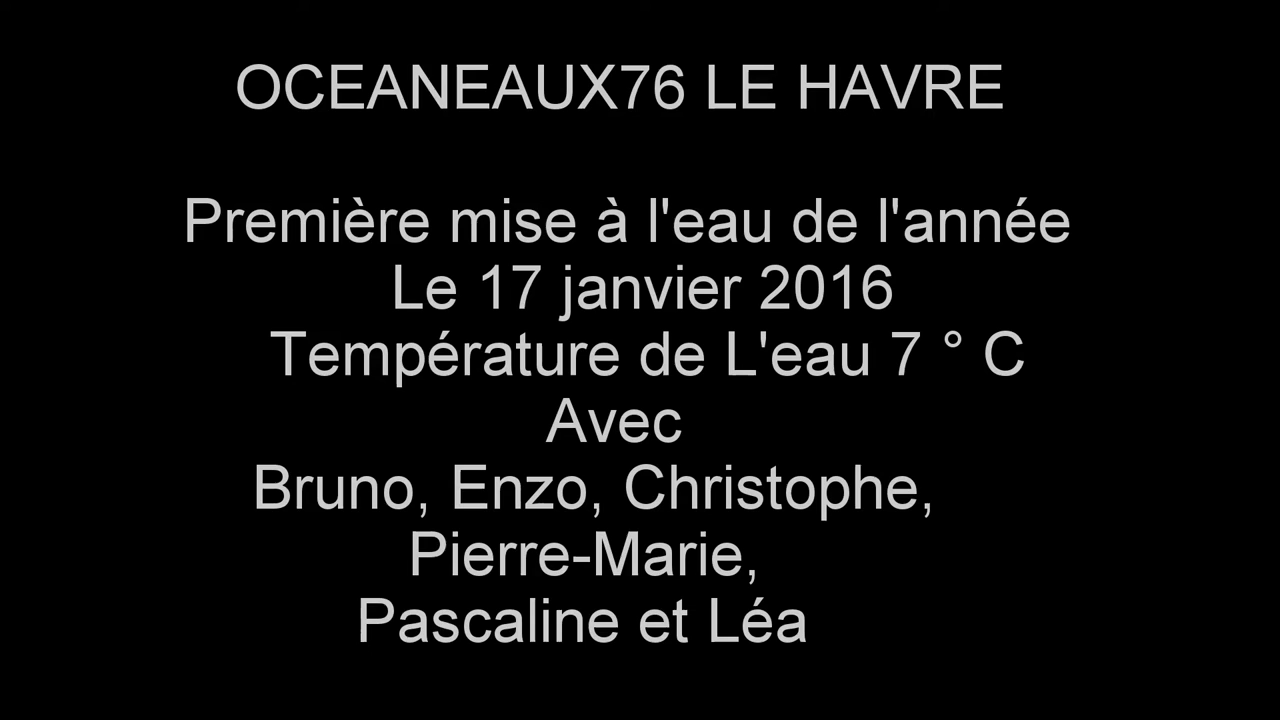 OCEANEAUX76 LE HAVRE
Première mise à l'eau de l'année
Le 17 janvier 2016
Température de L'eau 7 ° C
Avec
Bruno, Enzo, Christophe,
Pierre-Marie,
Pascaline et Léa